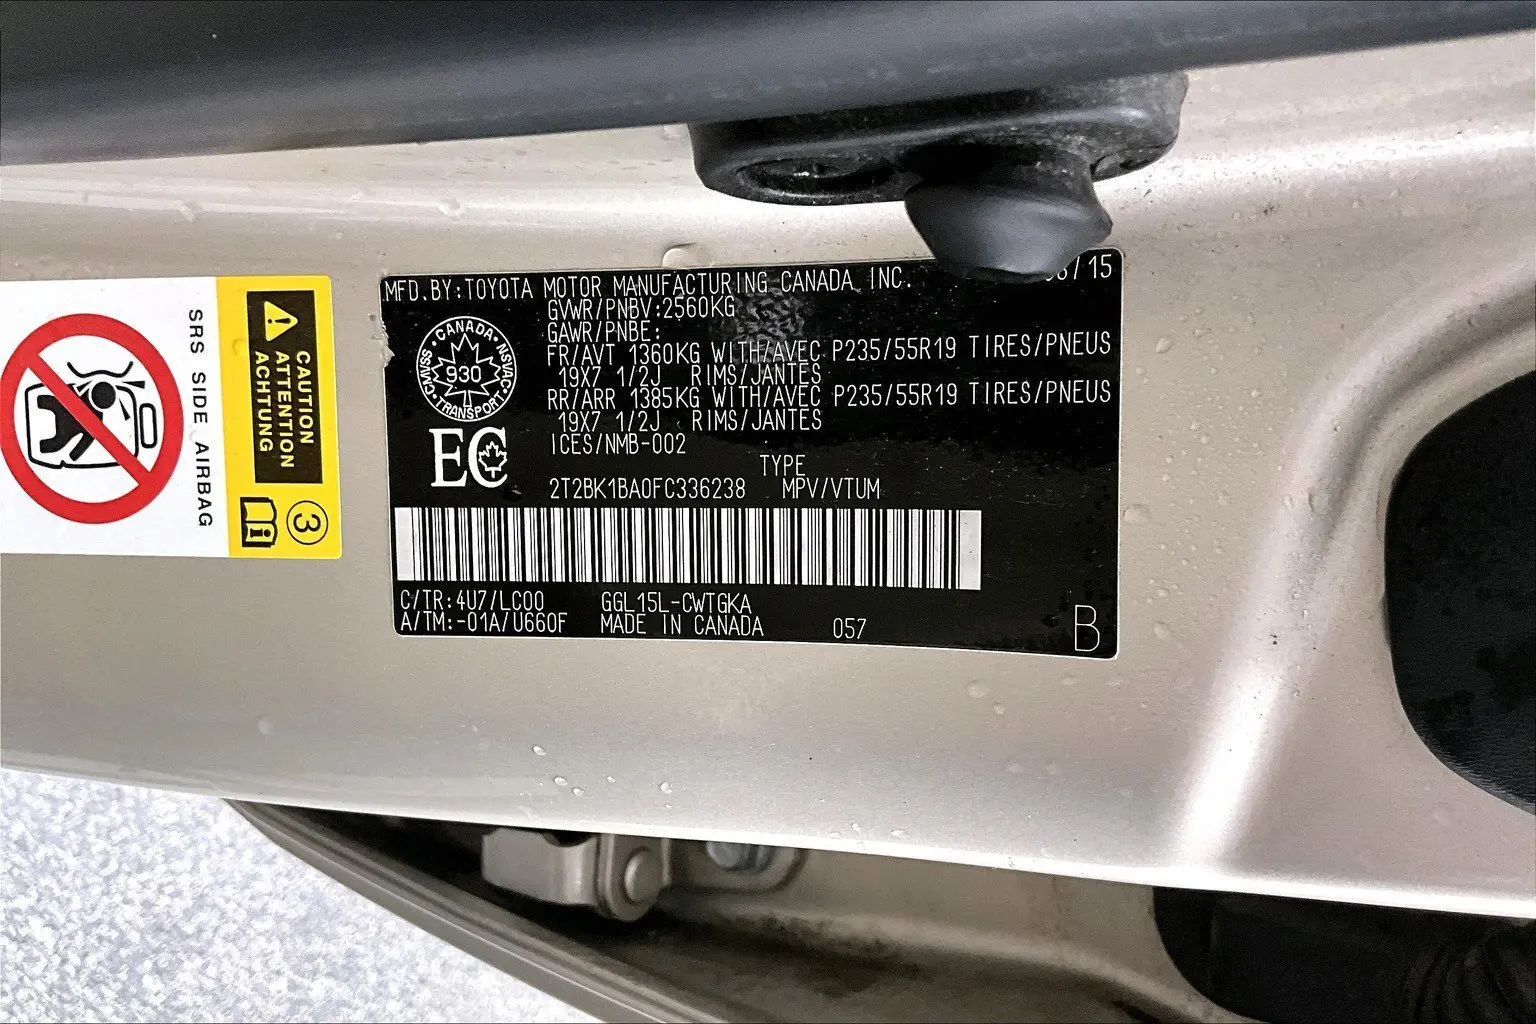 SRS SIDE AIRBAG
CAUTION
ATTENTION
ACHTUNG
3
MFD.BY:TOYOTA MOTOR MANUFACTURING CANADA INC. /15
GVWR/PNBV:2560KG
GAWR/PNBE:
FR/AVT 1360KG WITH/AVEC P235/55R19 TIRES/PNEUS
19X7 1/2J RIMS/JANTES
RR/ARR 1385KG WITH/AVEC P235/55R19 TIRES/PNEUS
19X7 1/2J RIMS/JANTES
ICES/NMB-002
CANADA
NSVAC
TRANSPORT
CMVSS
930
EC
TYPE
2T2BK1BA0FC336238 MPV/VTUM
C/TR:4U7/LC00 GGL15L-CWTGKA
A/TM:-01A/U660F MADE IN CANADA 057
B